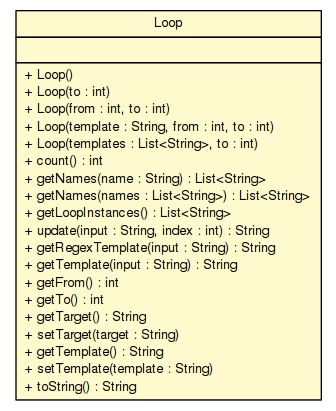 Loop
+ Loop()
+ Loop(to : int)
+ Loop(from : int, to : int)
+ Loop(template : String, from : int, to : int)
+ Loop(templates : List<String>, to : int)
+ count() : int
+ getNames(name : String) : List<String>
+ getNames(names : List<String>) : List<String>
+ getLoopInstances() : List<String>
+ update(input : String, index : int) : String
+ getRegexTemplate(input : String) : String
+ getTemplate(input : String) : String
+ getFrom() : int
+ getTo() : int
+ getTarget() : String
+ setTarget(target : String)
+ getTemplate() : String
+ setTemplate(template : String)
+ toString() : String